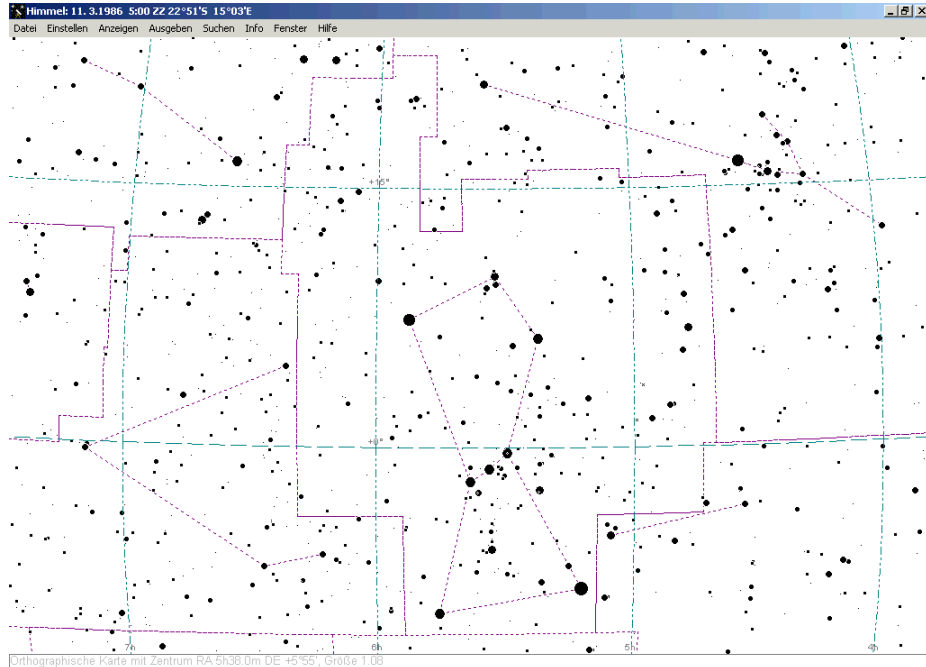 Himmel: 11. 3.1986 5:00 ZZ 22°51'S 15°03'E
Datei Einstellen Anzeigen Ausgeben Suchen Info Fenster Hilfe
+15°
+0°
7h 6h 5h 4h
Orthographische Karte mit Zentrum RA 5h38.0m DE +5°55', Größe 1.08